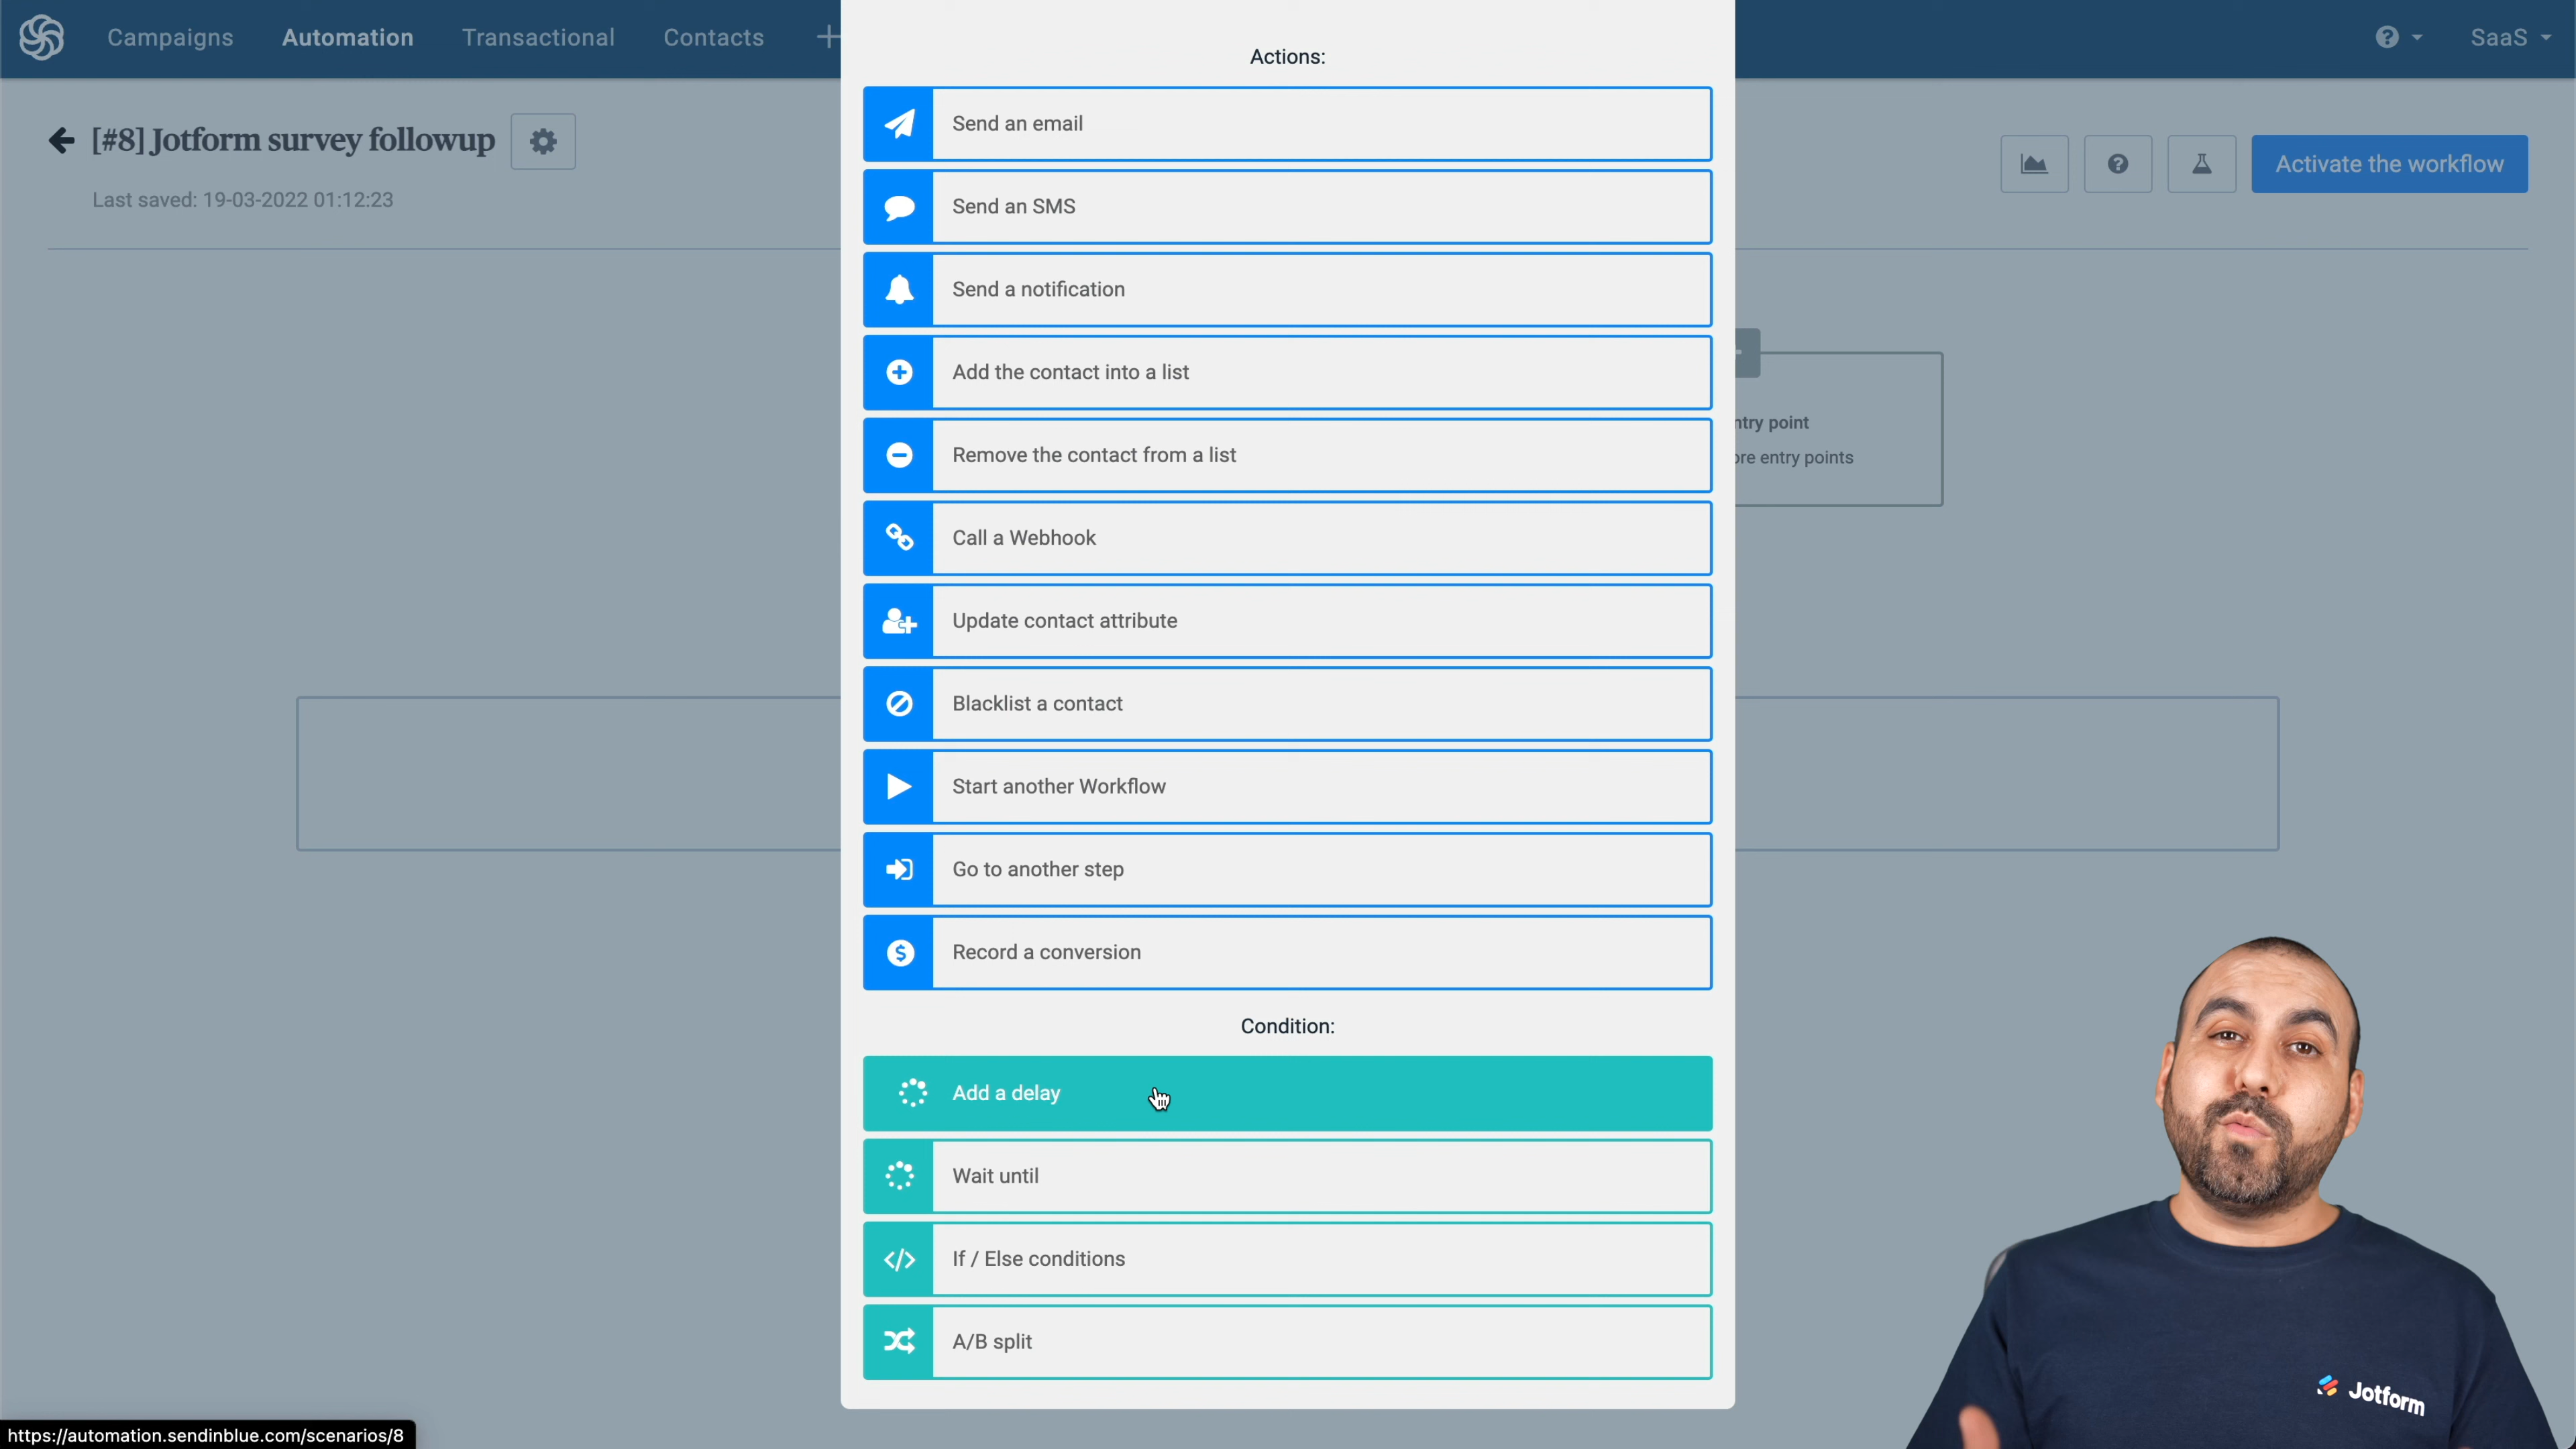 Campaigns
Automation
Transactional
Contacts
SaaS
[#8] Jotform survey followup
Last saved: 19-03-2022 01:12:23
Activate the workflow
Actions:
Send an email
Send an SMS
Send a notification
Add the contact into a list
Remove the contact from a list
Call a Webhook
Update contact attribute
Blacklist a contact
Start another Workflow
Go to another step
Record a conversion
Condition:
Add a delay
Wait until
If / Else conditions
A/B split
point
entry points
Jotform
https://automation.sendinblue.com/scenarios/8